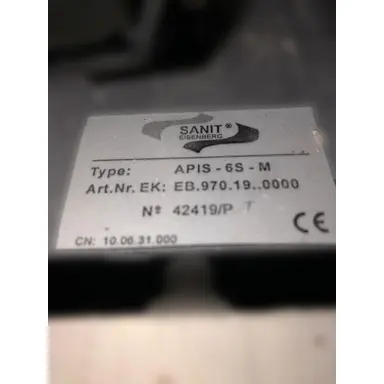 SANIT®
EISENBERG
Type: APIS - 6S - M
Art.Nr. EK: EB.970.19..0000
Nº 42419/P T
CN: 10.06.31.000
CE